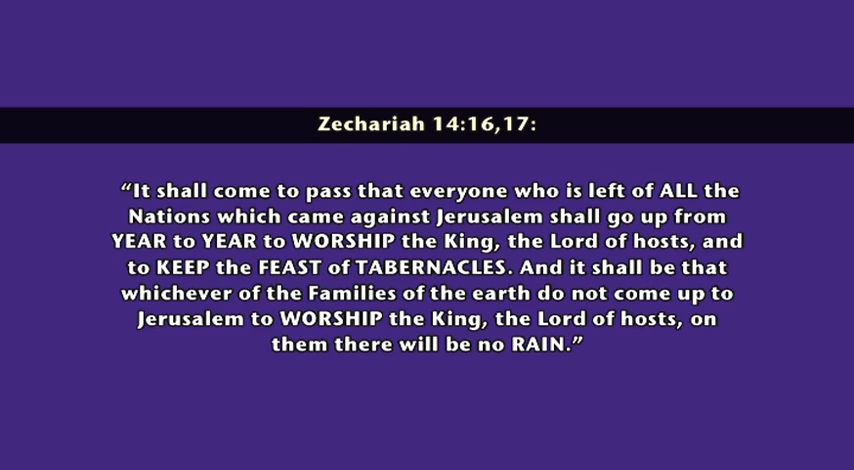 Zechariah 14:16,17:
“It shall come to pass that everyone who is left of ALL the
Nations which came against Jerusalem shall go up from
YEAR to YEAR to WORSHIP the King, the Lord of hosts, and
to KEEP the FEAST of TABERNACLES. And it shall be that
whichever of the Families of the earth do not come up to
Jerusalem to WORSHIP the King, the Lord of hosts, on
them there will be no RAIN.”